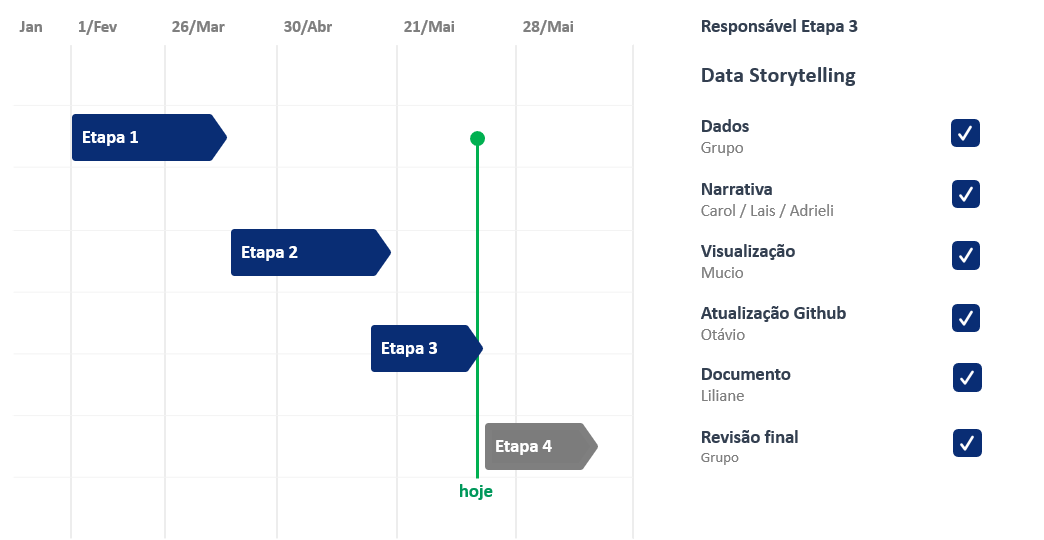 Jan 1/Fev 26/Mar 30/Abr 21/Mai 28/Mai
Etapa 1
Etapa 2
Etapa 3
Etapa 4
hoje
Responsável Etapa 3
Data Storytelling
Dados
Grupo
Narrativa
Carol / Lais / Adrieli
Visualização
Mucio
Atualização Github
Otávio
Documento
Liliane
Revisão final
Grupo